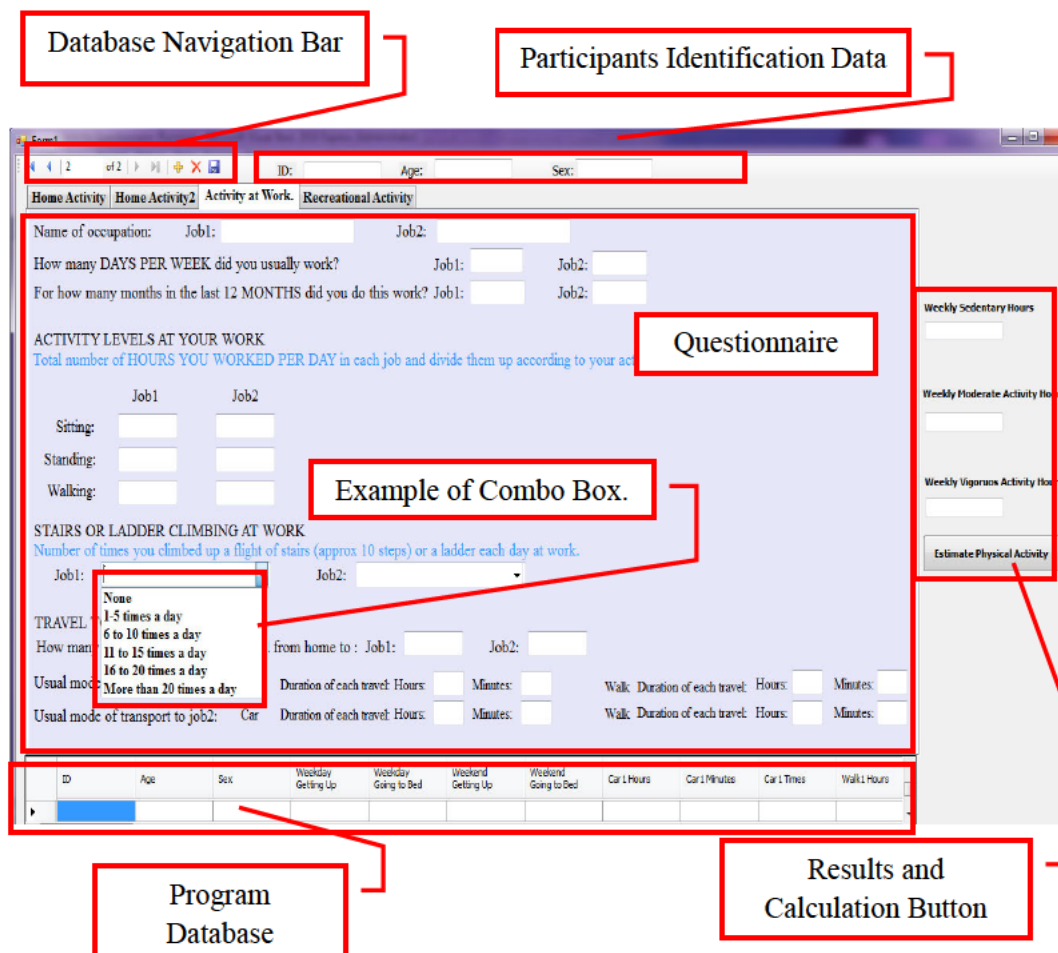 Database Navigation Bar
Participants Identification Data
Form1
2 of 2 ID: Age: Sex:
Home Activity Home Activity2 Activity at Work. Recreational Activity
Name of occupation: Job1: Job2:
How many DAYS PER WEEK did you usually work? Job1: Job2:
For how many months in the last 12 MONTHS did you do this work? Job1: Job2:
Weekly Sedentary Hours
Questionnaire
ACTIVITY LEVELS AT YOUR WORK
Total number of HOURS YOU WORKED PER DAY in each job and divide them up according to your
Job1 Job2
Weekly Moderate Activity
Sitting:
Standing:
Walking:
Example of Combo Box.
Weekly Vigoruos Activity
STAIRS OR LADDER CLIMBING AT WORK
Number of times you climbed up a flight of stairs (approx 10 steps) or a ladder each day at work.
Estimate Physical Activity
Job1: Job2:
None
1-5 times a day
6 to 10 times a day
11 to 15 times a day
16 to 20 times a day
More than 20 times a day
TRAVEL
How many from home to : Job1: Job2:
Usual mode Duration of each travel: Hours: Minutes: Walk Duration of each travel: Hours: Minutes:
Usual mode of transport to job2: Car Duration of each travel: Hours: Minutes: Walk Duration of each travel: Hours: Minutes:
ID Age Sex Weekday Getting Up Weekday Going to Bed Weekend Getting Up Weekend Going to Bed Car1 Hours Car1 Minutes Car1 Times Walk1 Hours
Program
Database
Results and
Calculation Button